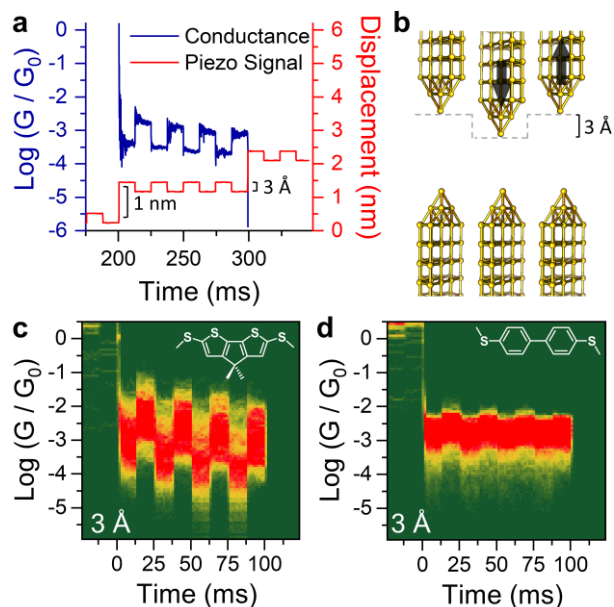 a
Conductance
Piezo Signal
Log (G / G₀)
0
-1
-2
-3
-4
-5
-6
1 nm
3 Å
6
5
4
3
2
1
0
Displacement (nm)
200
250
300
Time (ms)
b
3 Å
c
Log (G / G₀)
0
-1
-2
-3
-4
-5
S
S
S
S
3 Å
0
25
50
75
100
Time (ms)
d
Log (G / G₀)
0
-1
-2
-3
-4
-5
S
S
3 Å
0
25
50
75
100
Time (ms)